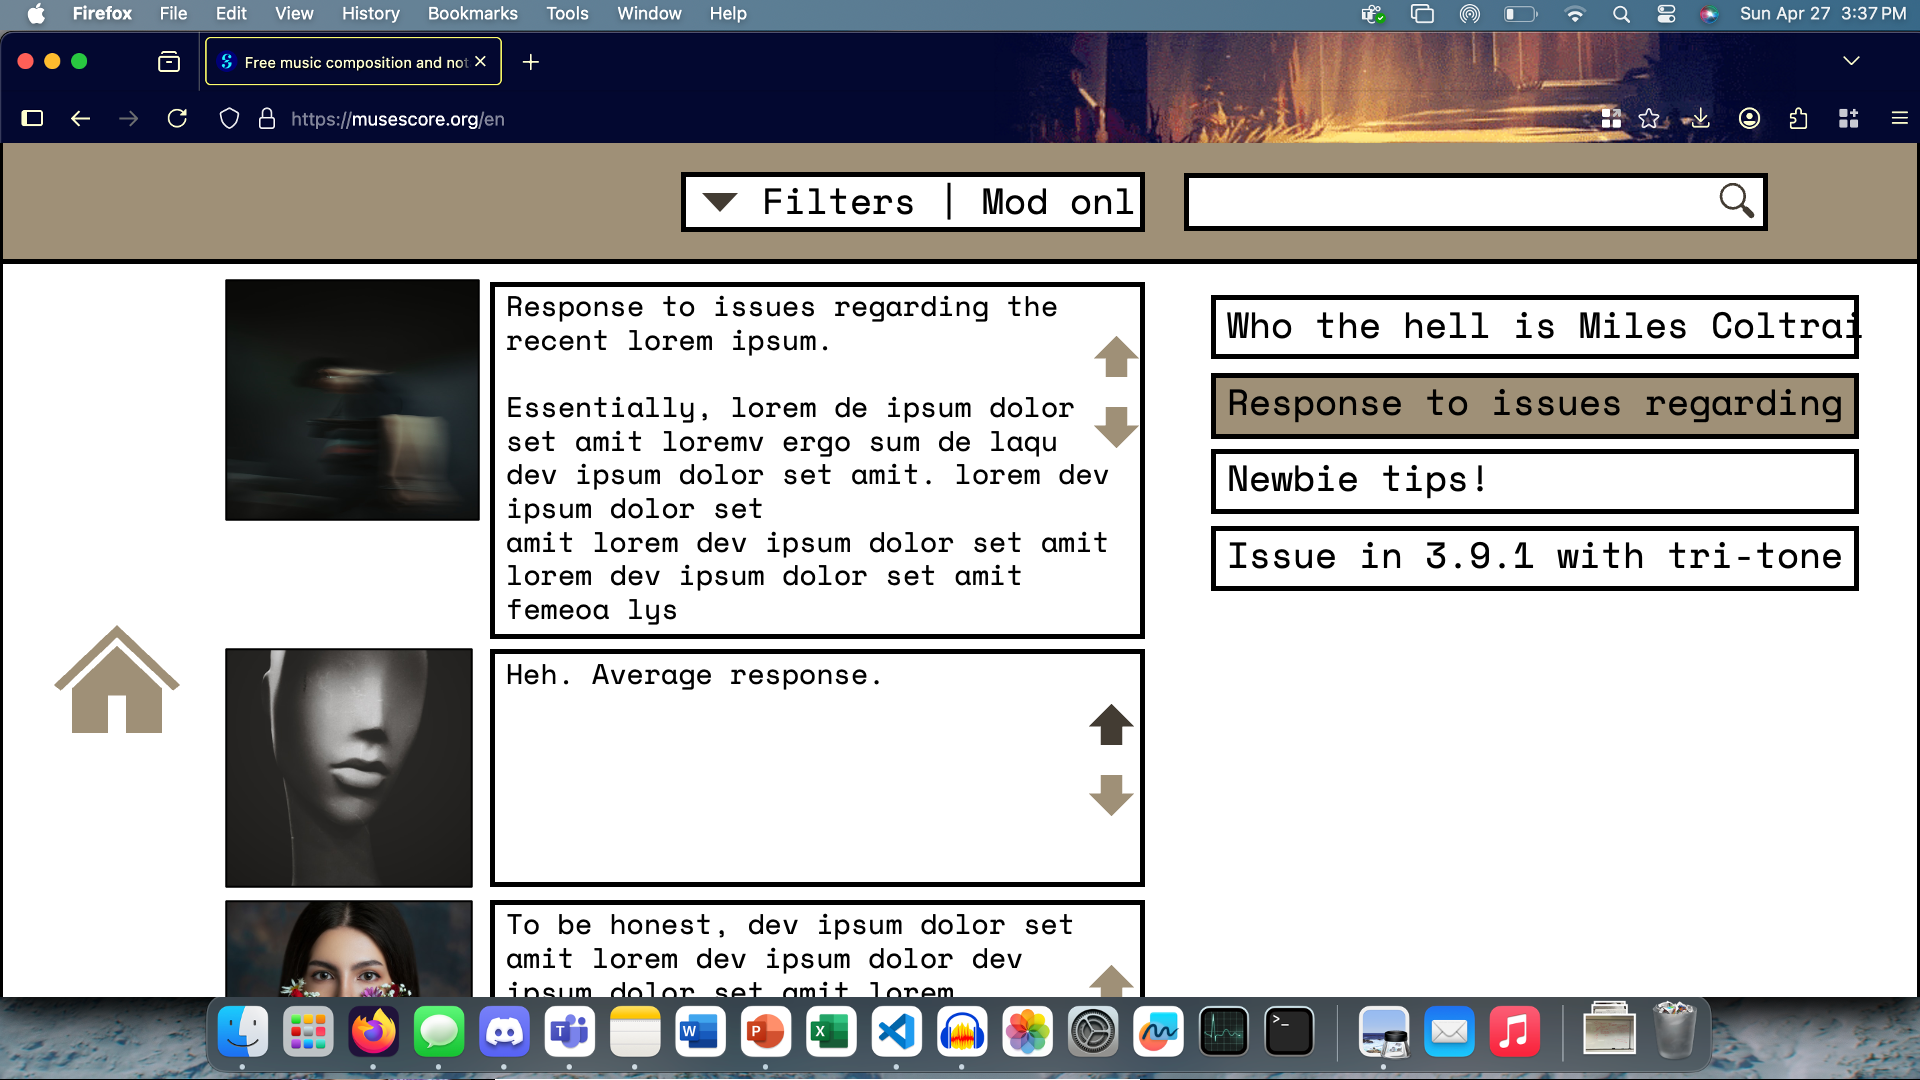 Firefox File Edit View History Bookmarks Tools Window Help Sun Apr 27 3:37 PM
Free music composition and not
https://musescore.org/en
Filters | Mod onl
Response to issues regarding the
recent lorem ipsum.
Essentially, lorem de ipsum dolor
set amit loremv ergo sum de laqu
dev ipsum dolor set amit. lorem dev
ipsum dolor set
amit lorem dev ipsum dolor set amit
lorem dev ipsum dolor set amit
femeoa lys
Heh. Average response.
To be honest, dev ipsum dolor set
amit lorem dev ipsum dolor dev
ipsum dolor set amit lorem
Who the hell is Miles Coltrai
Response to issues regarding
Newbie tips!
Issue in 3.9.1 with tri-tone
T
W
P
X
>_